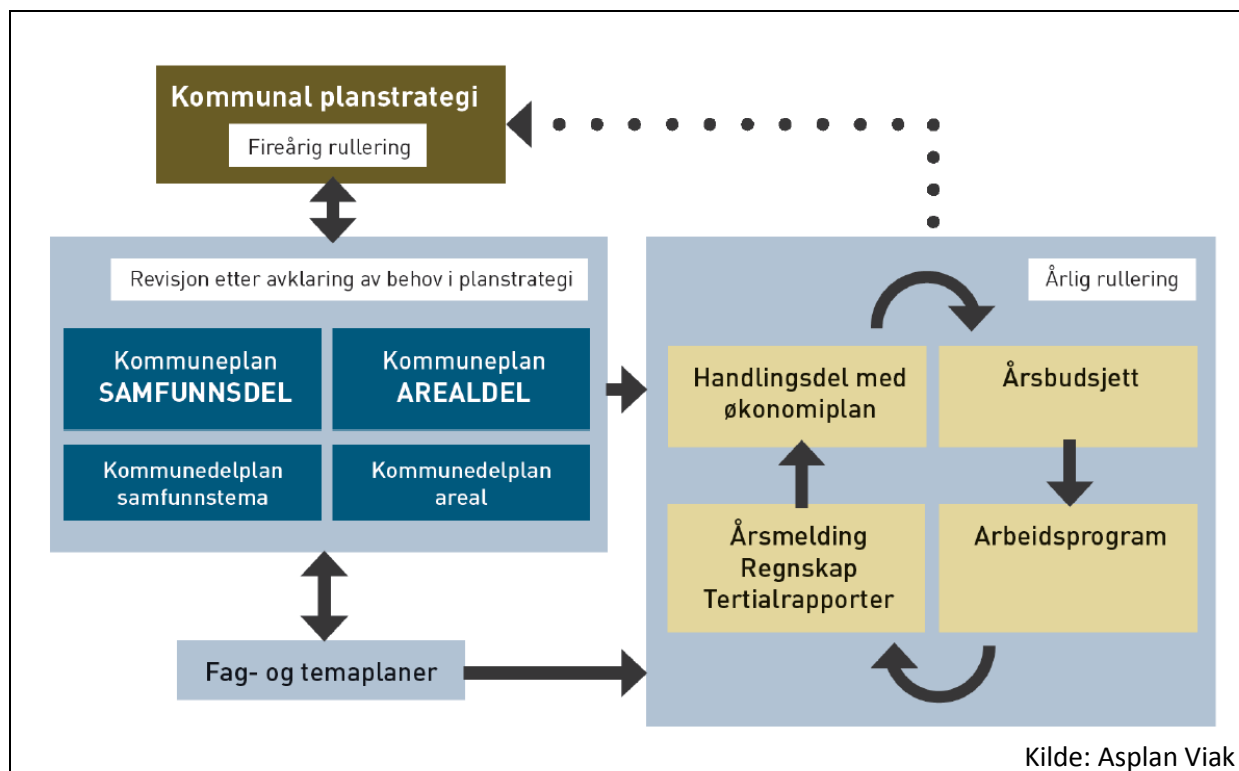 Kommunal planstrategi
Fireårig rullering
Revisjon etter avklaring av behov i planstrategi
Kommuneplan
SAMFUNNSDEL
Kommuneplan
AREALDEL
Kommunedelplan
samfunnstema
Kommunedelplan
areal
Fag- og temaplaner
Årlig rullering
Handlingsdel med
økonomiplan
Årsbudsjett
Årsmelding
Regnskap
Tertialrapporter
Arbeidsprogram
Kilde: Asplan Viak